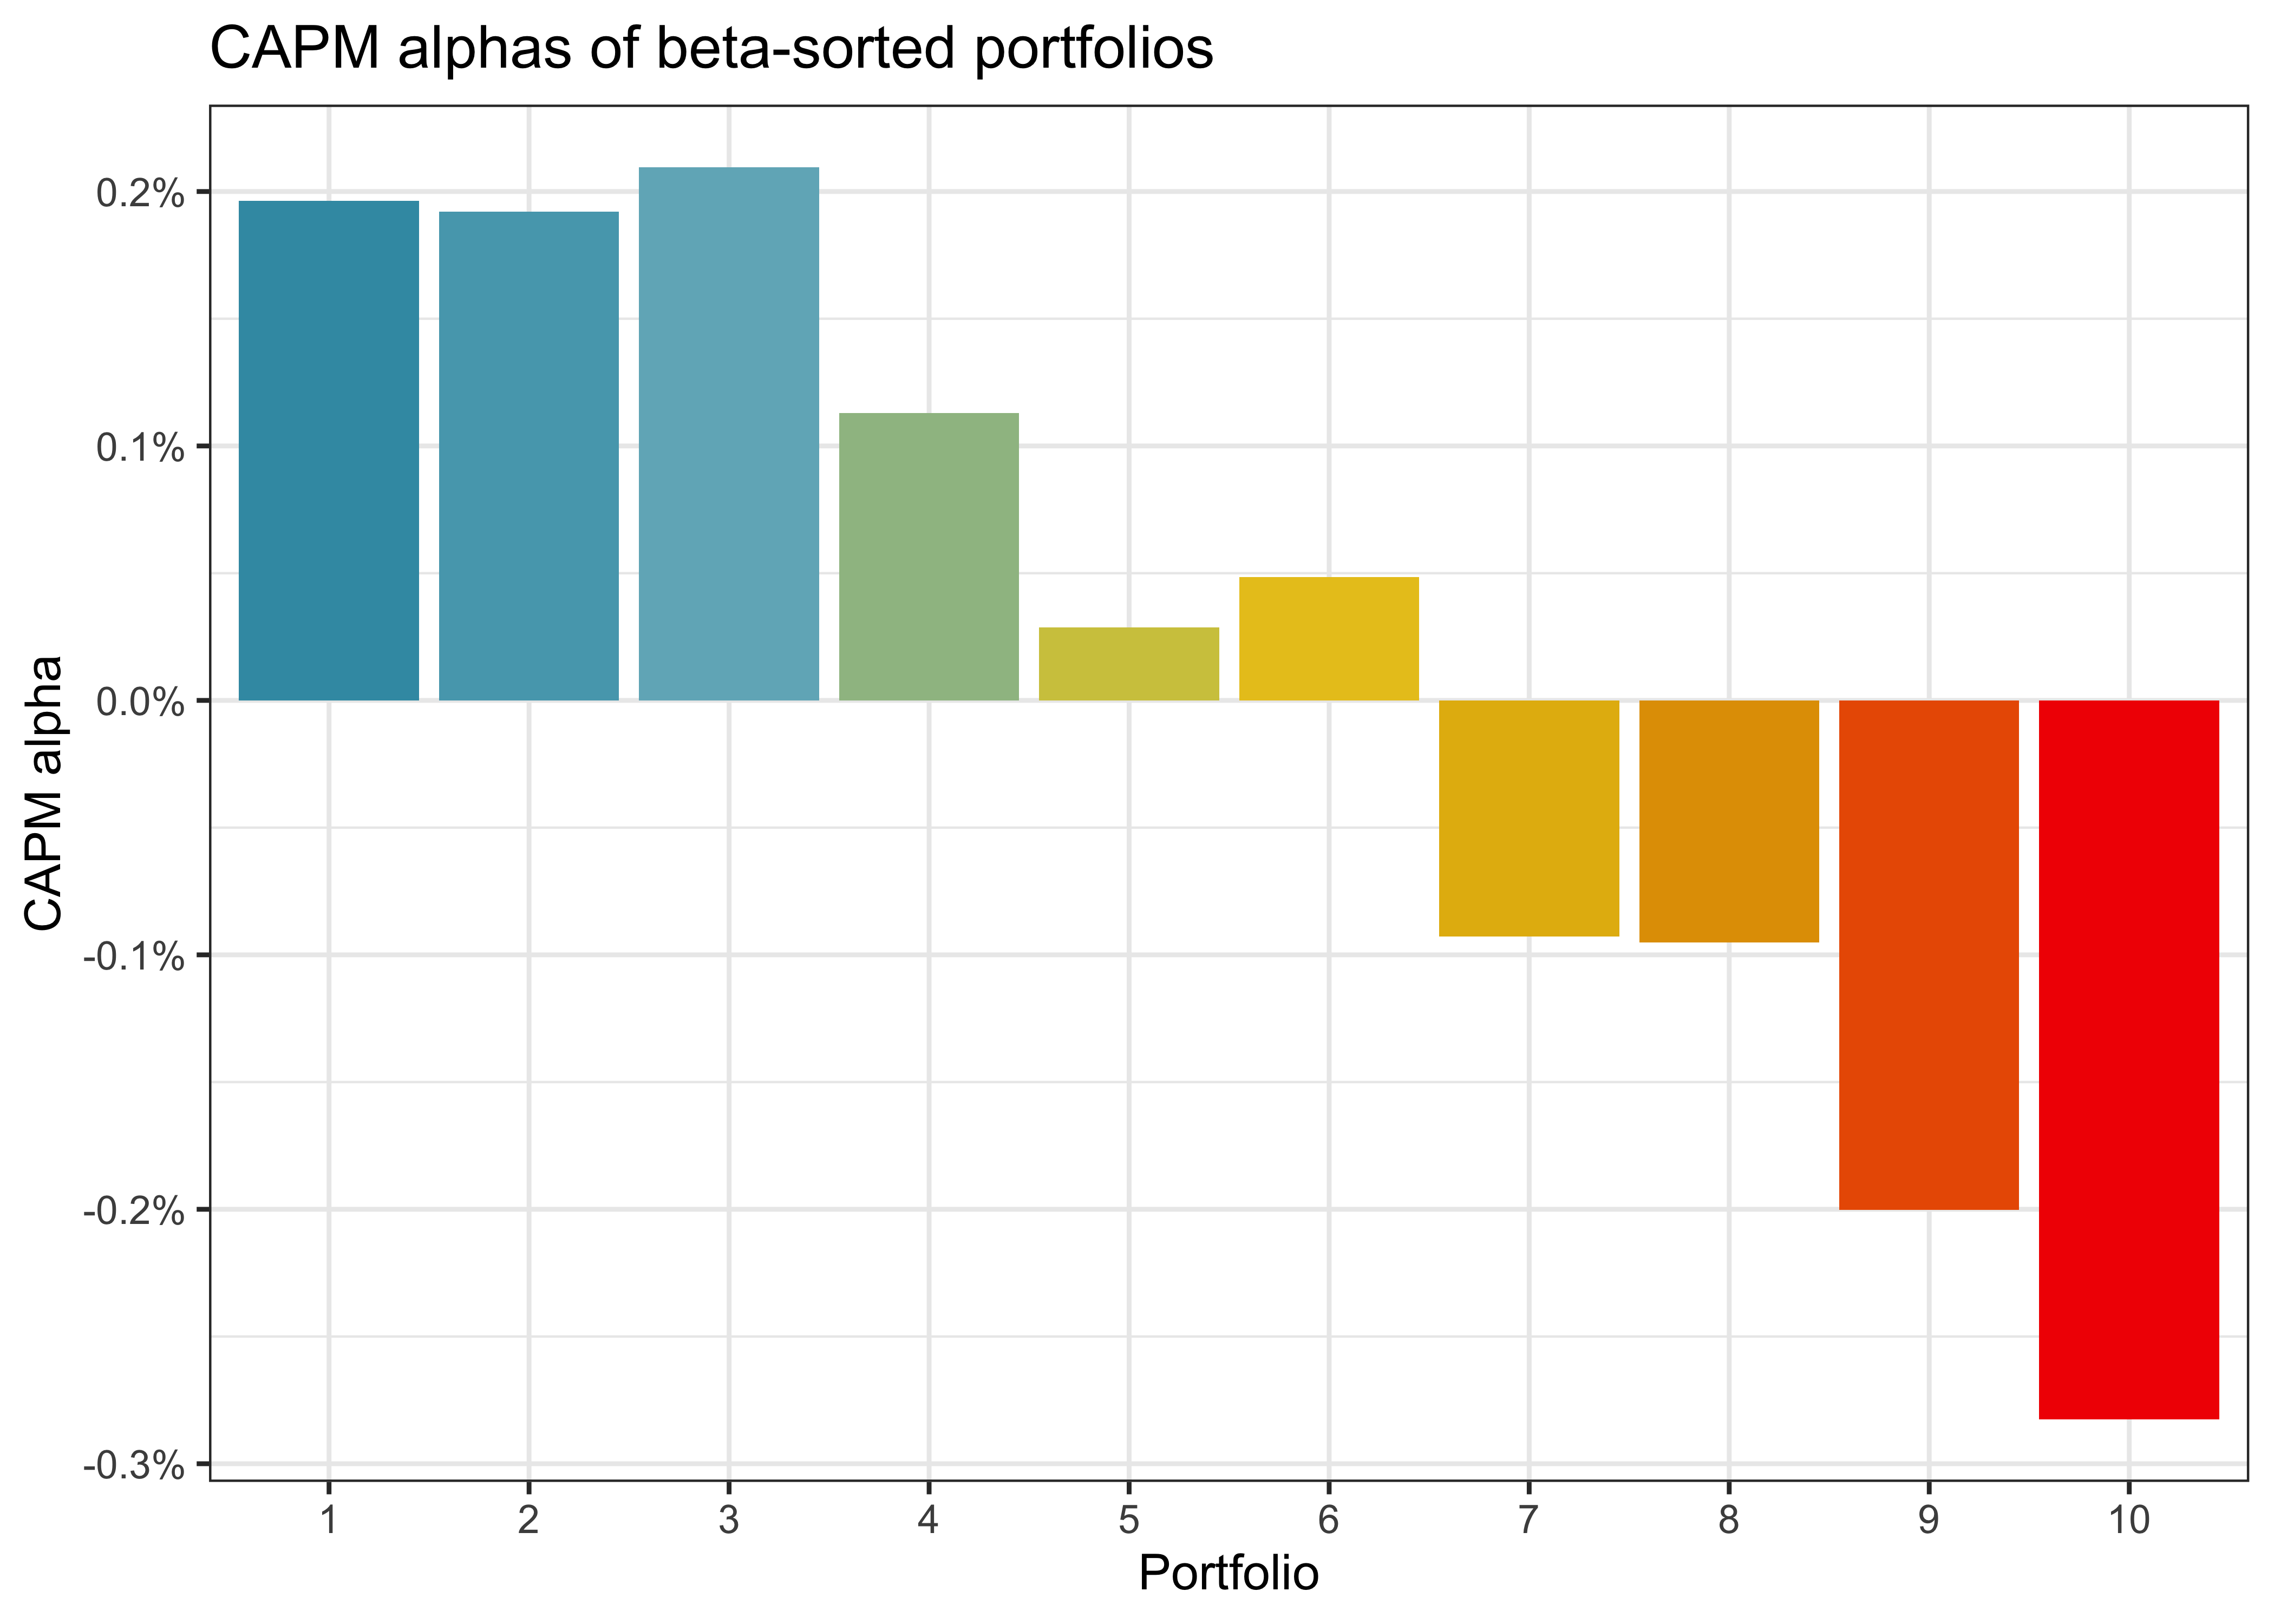 CAPM alphas of beta-sorted portfolios
CAPM alpha
0.2%
0.1%
0.0%
-0.1%
-0.2%
-0.3%
1 2 3 4 5 6 7 8 9 10
Portfolio